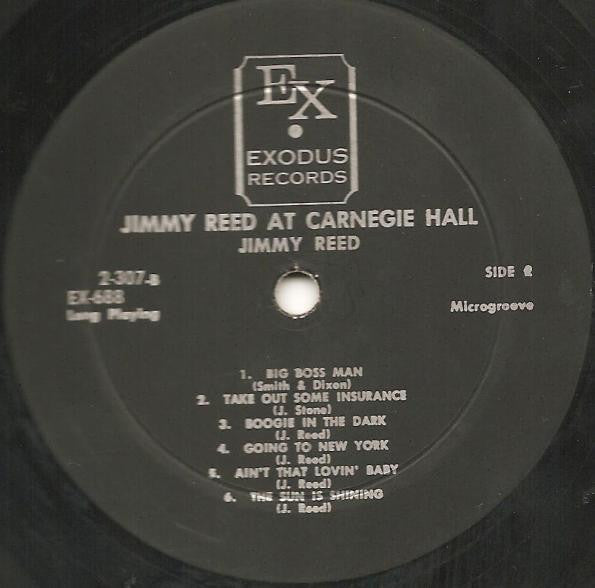 EX
EXODUS
RECORDS
JIMMY REED AT CARNEGIE HALL
JIMMY REED
2-307-B
EX-688
Long Playing
SIDE 2
Microgroove
1. BIG BOSS MAN
(Smith & Dixon)
2. TAKE OUT SOME INSURANCE
(J. Stone)
3. BOOGIE IN THE DARK
(J. Reed)
4. GOING TO NEW YORK
(J. Reed)
5. AIN'T THAT LOVIN' BABY
(J. Reed)
6. THE SUN IS SHINING
(J. Reed)